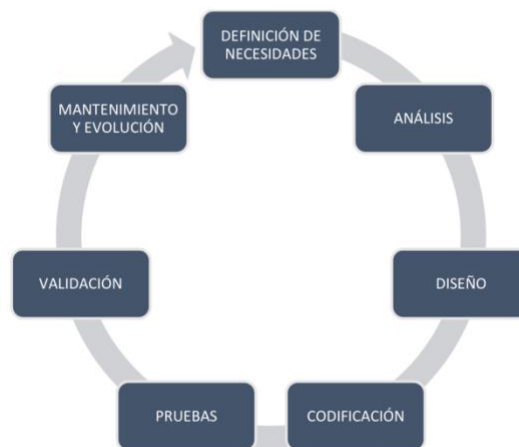 DEFINICIÓN DE
NECESIDADES
ANÁLISIS
DISEÑO
CODIFICACIÓN
PRUEBAS
VALIDACIÓN
MANTENIMIENTO
Y EVOLUCIÓN